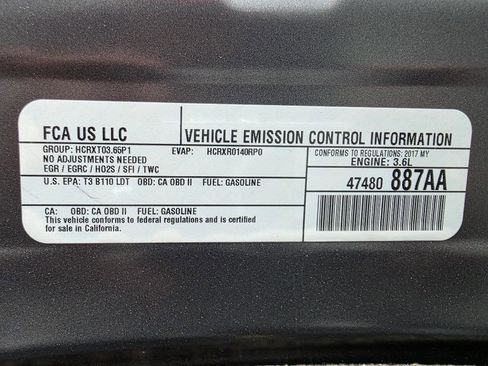 FCA US LLC
VEHICLE EMISSION CONTROL INFORMATION
GROUP: HCRXT03.65P1 EVAP: HCRXR0140RP0
NO ADJUSTMENTS NEEDED
EGR / EGRC / HO2S / SFI / TWC
CONFORMS TO REGULATIONS: 2017 MY
ENGINE: 3.6L
U.S. EPA: T3 B110 LDT OBD: CA OBD II FUEL: GASOLINE
47480 887AA
CA: OBD: CA OBD II FUEL: GASOLINE
This vehicle conforms to federal regulations and is certified
for sale in California.